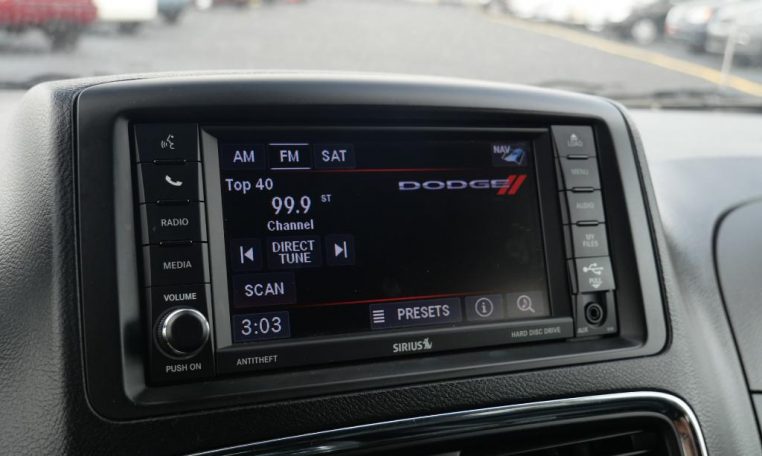 RADIO
MEDIA
VOLUME
PUSH ON
AM FM SAT
NAV
Top 40
DODGE
99.9 ST
Channel
DIRECT
TUNE
SCAN
3:03
PRESETS
LOAD
MENU
AUDIO
MY
FILES
PULL
AUX
ANTITHEFT
SIRIUS
HARD DISC DRIVE